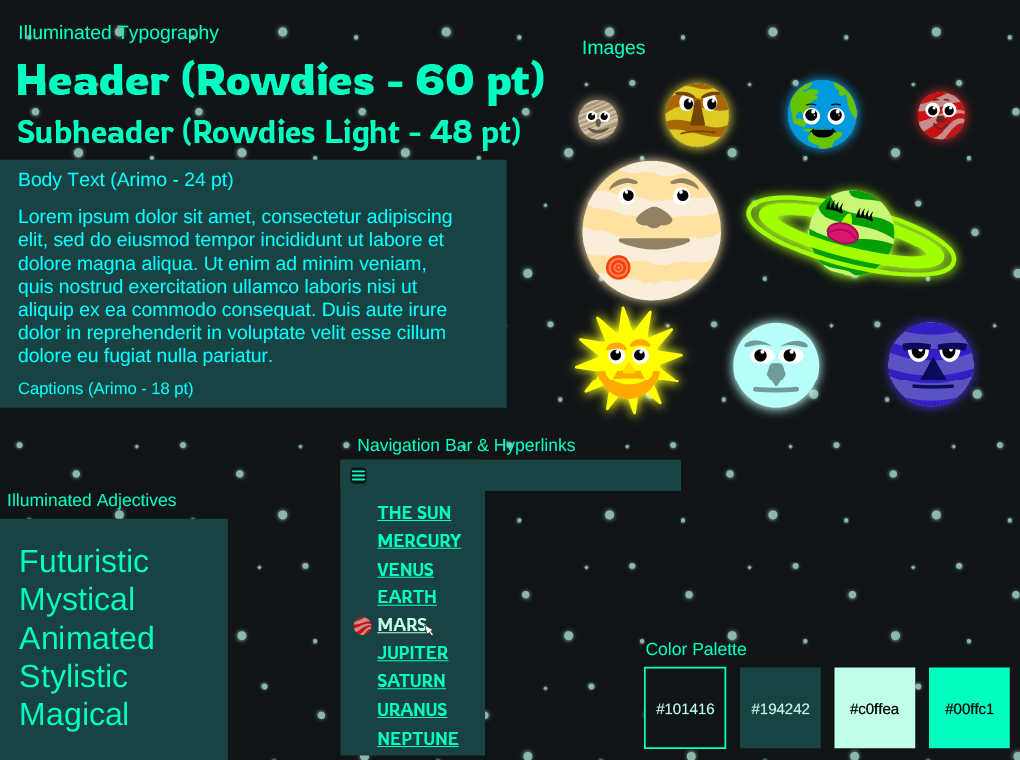 Illuminated Typography
Header (Rowdies - 60 pt)
Subheader (Rowdies Light - 48 pt)
Body Text (Arimo - 24 pt)
Lorem ipsum dolor sit amet, consectetur adipiscing
elit, sed do eiusmod tempor incididunt ut labore et
dolore magna aliqua. Ut enim ad minim veniam,
quis nostrud exercitation ullamco laboris nisi ut
aliquip ex ea commodo consequat. Duis aute irure
dolor in reprehenderit in voluptate velit esse cillum
dolore eu fugiat nulla pariatur.
Captions (Arimo - 18 pt)
Images
Illuminated Adjectives
Futuristic
Mystical
Animated
Stylistic
Magical
Navigation Bar & Hyperlinks
THE SUN
MERCURY
VENUS
EARTH
MARS
JUPITER
SATURN
URANUS
NEPTUNE
Color Palette
#101416
#194242
#c0ffea
#00ffc1